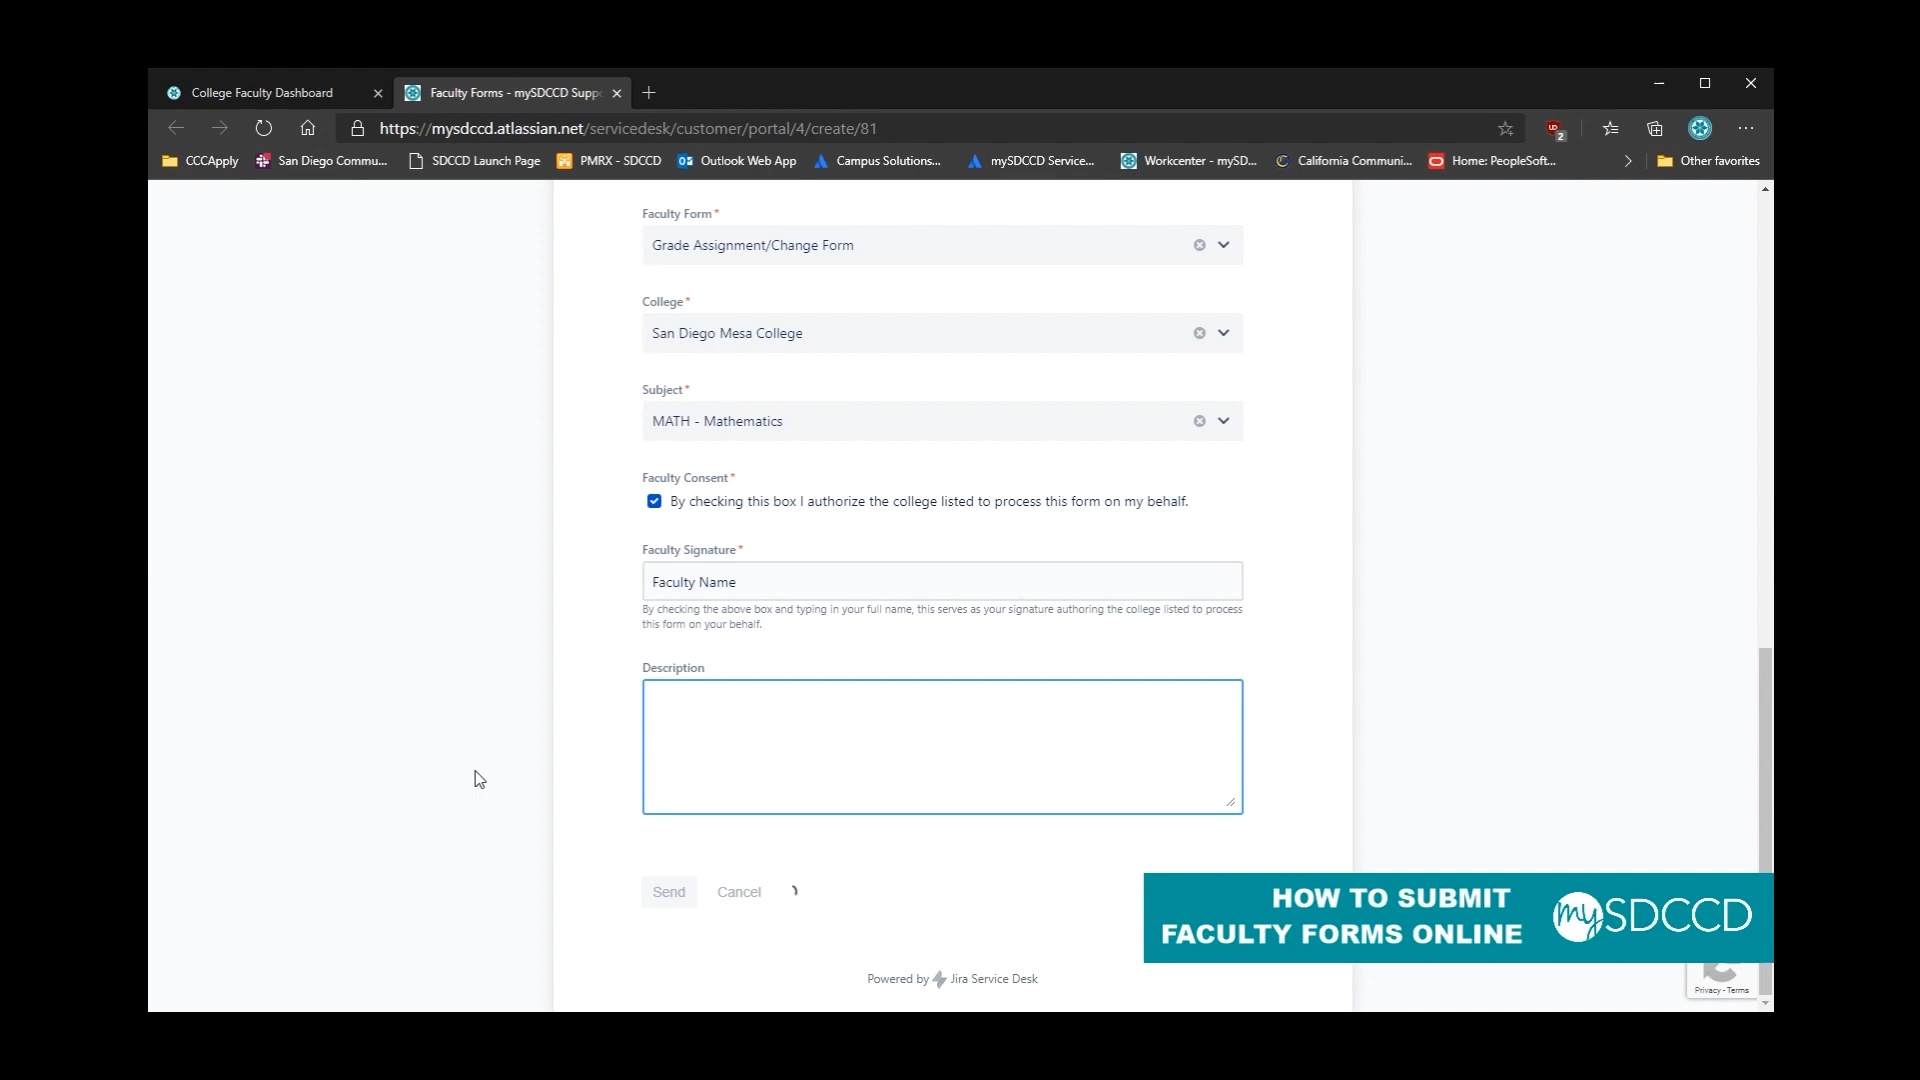 College Faculty Dashboard
Faculty Forms - mySDCCD Supp
https://mysdccd.atlassian.net/servicedesk/customer/portal/4/create/81
2
CCCApply
San Diego Commu...
SDCCD Launch Page
PMRX - SDCCD
Outlook Web App
Campus Solutions...
mySDCCD Service...
Workcenter - mySD...
California Communi...
Home: PeopleSoft...
Other favorites
Faculty Form *
Grade Assignment/Change Form
College *
San Diego Mesa College
Subject *
MATH - Mathematics
Faculty Consent *
By checking this box I authorize the college listed to process this form on my behalf.
Faculty Signature *
Faculty Name
By checking the above box and typing in your full name, this serves as your signature authoring the college listed to process
this form on your behalf.
Description
Send
Cancel
HOW TO SUBMIT
FACULTY FORMS ONLINE
mySDCCD
Powered by Jira Service Desk
Privacy - Terms